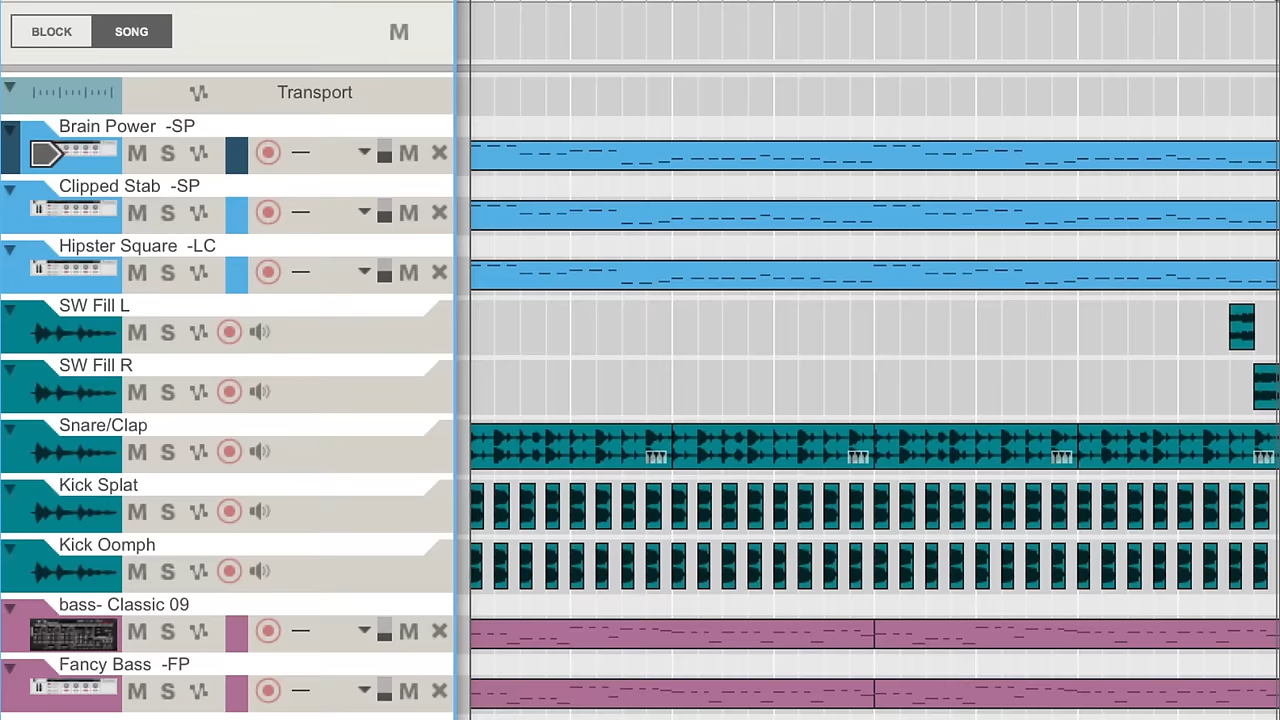 BLOCK SONG M
Transport
Brain Power -SP
M S M
Clipped Stab -SP
M S M
Hipster Square -LC
M S M
SW Fill L
M S
SW Fill R
M S
Snare/Clap
M S
Kick Splat
M S
Kick Oomph
M S
bass- Classic 09
M S M
Fancy Bass -FP
M S M